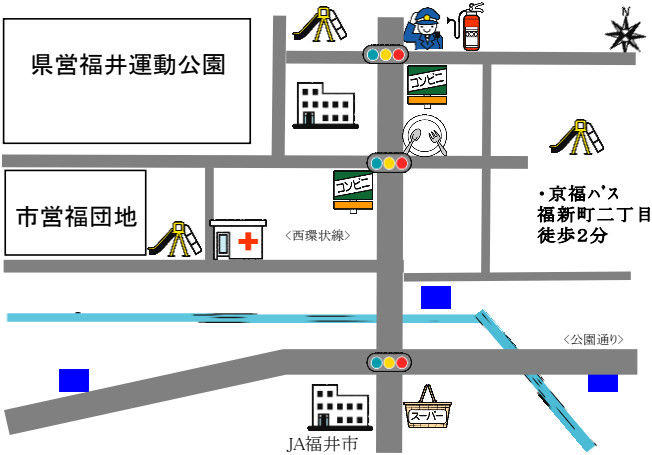 N
県営福井運動公園
コンビニ
市営福団地
コンビニ
・京福バス
福新町二丁目
徒歩2分
<西環状線>
<公園通り>
スーパー
JA福井市